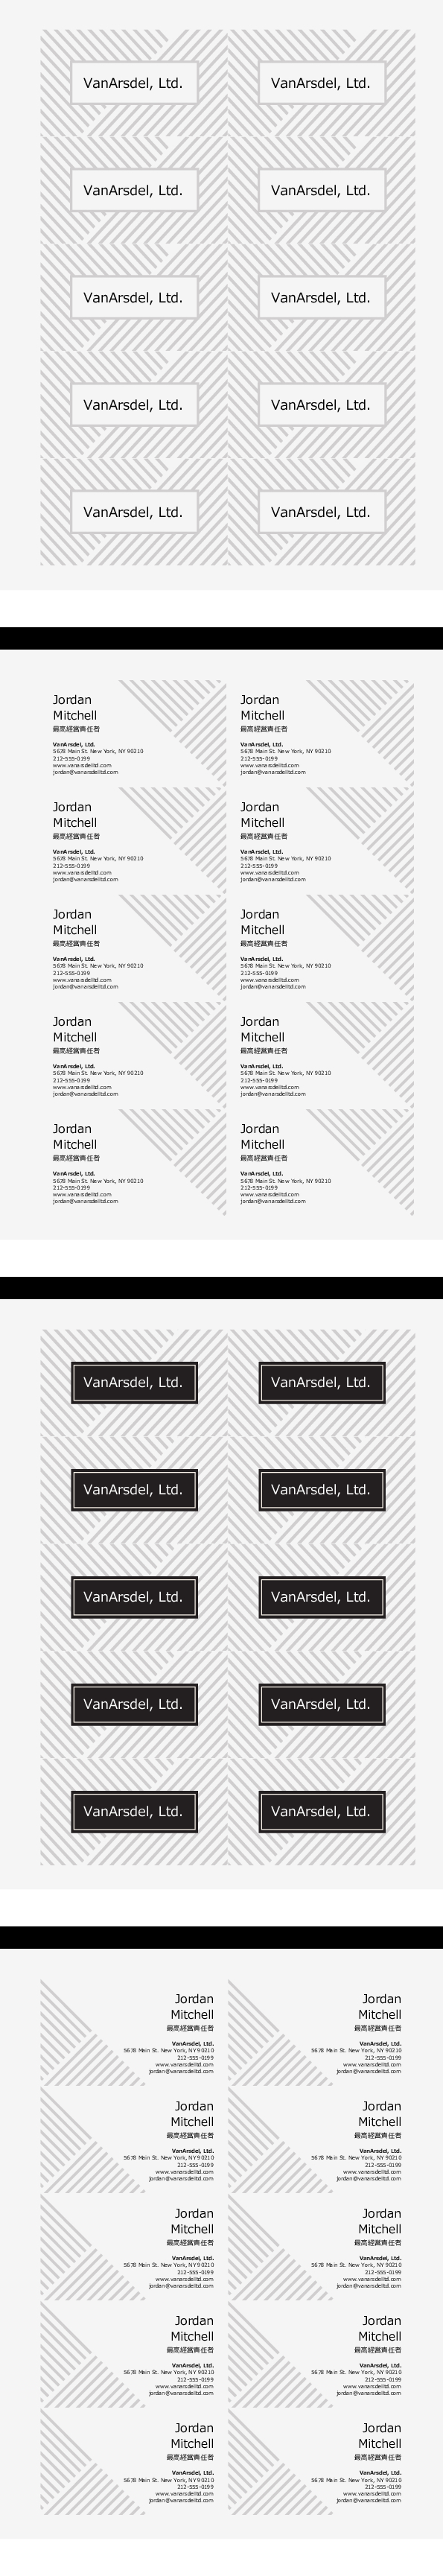 VanArsdel, Ltd.
VanArsdel, Ltd.
VanArsdel, Ltd.
VanArsdel, Ltd.
VanArsdel, Ltd.
VanArsdel, Ltd.
VanArsdel, Ltd.
VanArsdel, Ltd.
VanArsdel, Ltd.
VanArsdel, Ltd.
Jordan
Mitchell
最高経営責任者
VanArsdel, Ltd.
5678 Main St. New York, NY 90210
212-555-0199
www.vanarsdelltd.com
jordan@vanarsdelltd.com
Jordan
Mitchell
最高経営責任者
VanArsdel, Ltd.
5678 Main St. New York, NY 90210
212-555-0199
www.vanarsdelltd.com
jordan@vanarsdelltd.com
Jordan
Mitchell
最高経営責任者
VanArsdel, Ltd.
5678 Main St. New York, NY 90210
212-555-0199
www.vanarsdelltd.com
jordan@vanarsdelltd.com
Jordan
Mitchell
最高経営責任者
VanArsdel, Ltd.
5678 Main St. New York, NY 90210
212-555-0199
www.vanarsdelltd.com
jordan@vanarsdelltd.com
Jordan
Mitchell
最高経営責任者
VanArsdel, Ltd.
5678 Main St. New York, NY 90210
212-555-0199
www.vanarsdelltd.com
jordan@vanarsdelltd.com
Jordan
Mitchell
最高経営責任者
VanArsdel, Ltd.
5678 Main St. New York, NY 90210
212-555-0199
www.vanarsdelltd.com
jordan@vanarsdelltd.com
Jordan
Mitchell
最高経営責任者
VanArsdel, Ltd.
5678 Main St. New York, NY 90210
212-555-0199
www.vanarsdelltd.com
jordan@vanarsdelltd.com
Jordan
Mitchell
最高経営責任者
VanArsdel, Ltd.
5678 Main St. New York, NY 90210
212-555-0199
www.vanarsdelltd.com
jordan@vanarsdelltd.com
Jordan
Mitchell
最高経営責任者
VanArsdel, Ltd.
5678 Main St. New York, NY 90210
212-555-0199
www.vanarsdelltd.com
jordan@vanarsdelltd.com
Jordan
Mitchell
最高経営責任者
VanArsdel, Ltd.
5678 Main St. New York, NY 90210
212-555-0199
www.vanarsdelltd.com
jordan@vanarsdelltd.com
VanArsdel, Ltd.
VanArsdel, Ltd.
VanArsdel, Ltd.
VanArsdel, Ltd.
VanArsdel, Ltd.
VanArsdel, Ltd.
VanArsdel, Ltd.
VanArsdel, Ltd.
VanArsdel, Ltd.
VanArsdel, Ltd.
Jordan
Mitchell
最高経営責任者
VanArsdel, Ltd.
5678 Main St. New York, NY 90210
212-555-0199
www.vanarsdelltd.com
jordan@vanarsdelltd.com
Jordan
Mitchell
最高経営責任者
VanArsdel, Ltd.
5678 Main St. New York, NY 90210
212-555-0199
www.vanarsdelltd.com
jordan@vanarsdelltd.com
Jordan
Mitchell
最高経営責任者
VanArsdel, Ltd.
5678 Main St. New York, NY 90210
212-555-0199
www.vanarsdelltd.com
jordan@vanarsdelltd.com
Jordan
Mitchell
最高経営責任者
VanArsdel, Ltd.
5678 Main St. New York, NY 90210
212-555-0199
www.vanarsdelltd.com
jordan@vanarsdelltd.com
Jordan
Mitchell
最高経営責任者
VanArsdel, Ltd.
5678 Main St. New York, NY 90210
212-555-0199
www.vanarsdelltd.com
jordan@vanarsdelltd.com
Jordan
Mitchell
最高経営責任者
VanArsdel, Ltd.
5678 Main St. New York, NY 90210
212-555-0199
www.vanarsdelltd.com
jordan@vanarsdelltd.com
Jordan
Mitchell
最高経営責任者
VanArsdel, Ltd.
5678 Main St. New York, NY 90210
212-555-0199
www.vanarsdelltd.com
jordan@vanarsdelltd.com
Jordan
Mitchell
最高経営責任者
VanArsdel, Ltd.
5678 Main St. New York, NY 90210
212-555-0199
www.vanarsdelltd.com
jordan@vanarsdelltd.com
Jordan
Mitchell
最高経営責任者
VanArsdel, Ltd.
5678 Main St. New York, NY 90210
212-555-0199
www.vanarsdelltd.com
jordan@vanarsdelltd.com
Jordan
Mitchell
最高経営責任者
VanArsdel, Ltd.
5678 Main St. New York, NY 90210
212-555-0199
www.vanarsdelltd.com
jordan@vanarsdelltd.com